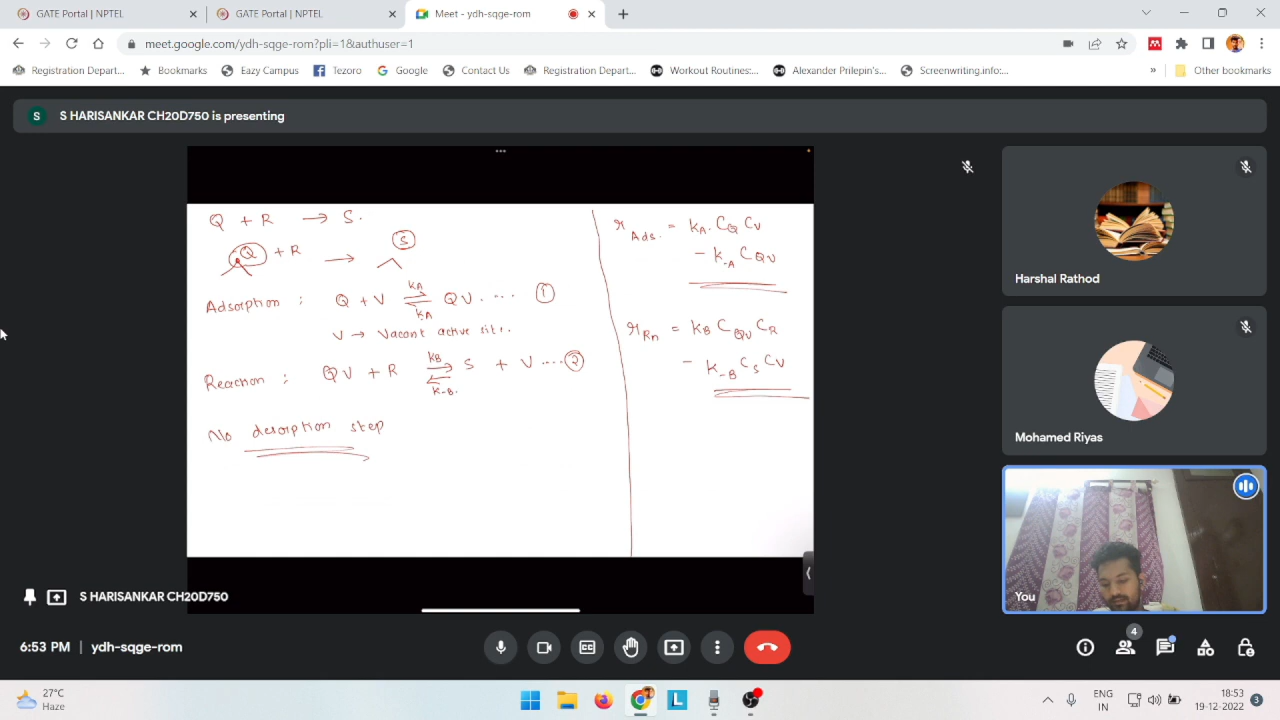 GATE Portal | NPTEL
GATE Portal | NPTEL
Meet - ydh-sqge-rom
meet.google.com/ydh-sqge-rom?pli=1&authuser=1
Registration Depart...
Bookmarks
Eazy Campus
Tezoro
Google
Contact Us
Registration Depart...
Workout Routines:...
Alexander Prilepin's...
Screenwriting.info:...
»
Other bookmarks
S
S HARISANKAR CH20D750 is presenting
Q + R → S.
Q + R → S
Adsorption : Q + V ⇌ QV .... ①
kA
kA
V → Vacant active sites.
Reaction : QV + R ⇌ S + V .... ②
kB
k-B.
No desorption step
r Ads. = kA. CQ CV
- k-A CQV
r Rn = kB CQV CR
- k-B CS CV
Harshal Rathod
Mohamed Riyas
You
S HARISANKAR CH20D750
6:53 PM | ydh-sqge-rom
4
27°C
Haze
ENG
IN
18:53
19-12-2022
3